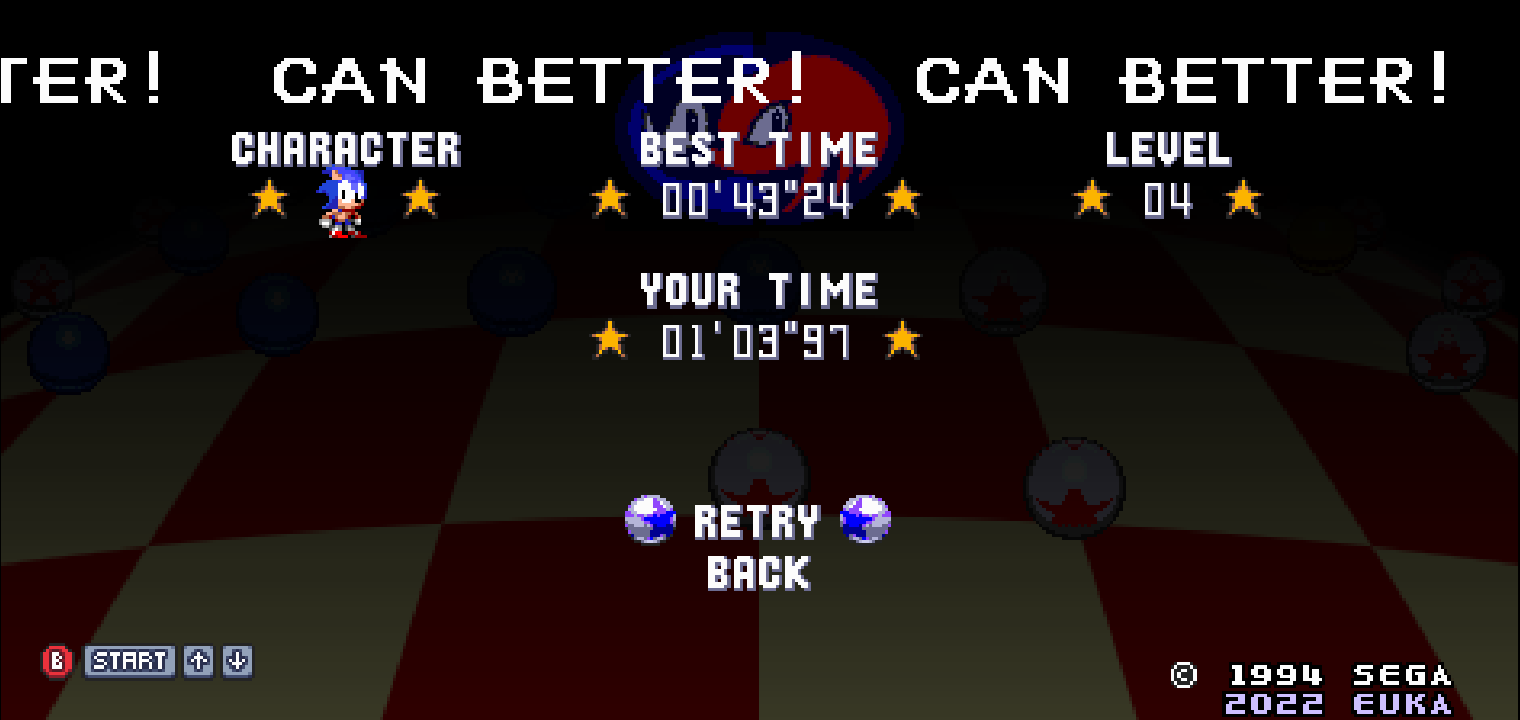 TER! CAN BETTER! CAN BETTER!
CHARACTER BEST TIME LEVEL
00'43"24 04
YOUR TIME
01'03"97
RETRY
BACK
B START ↑ ↓
© 1994 SEGA
2022 EUKA